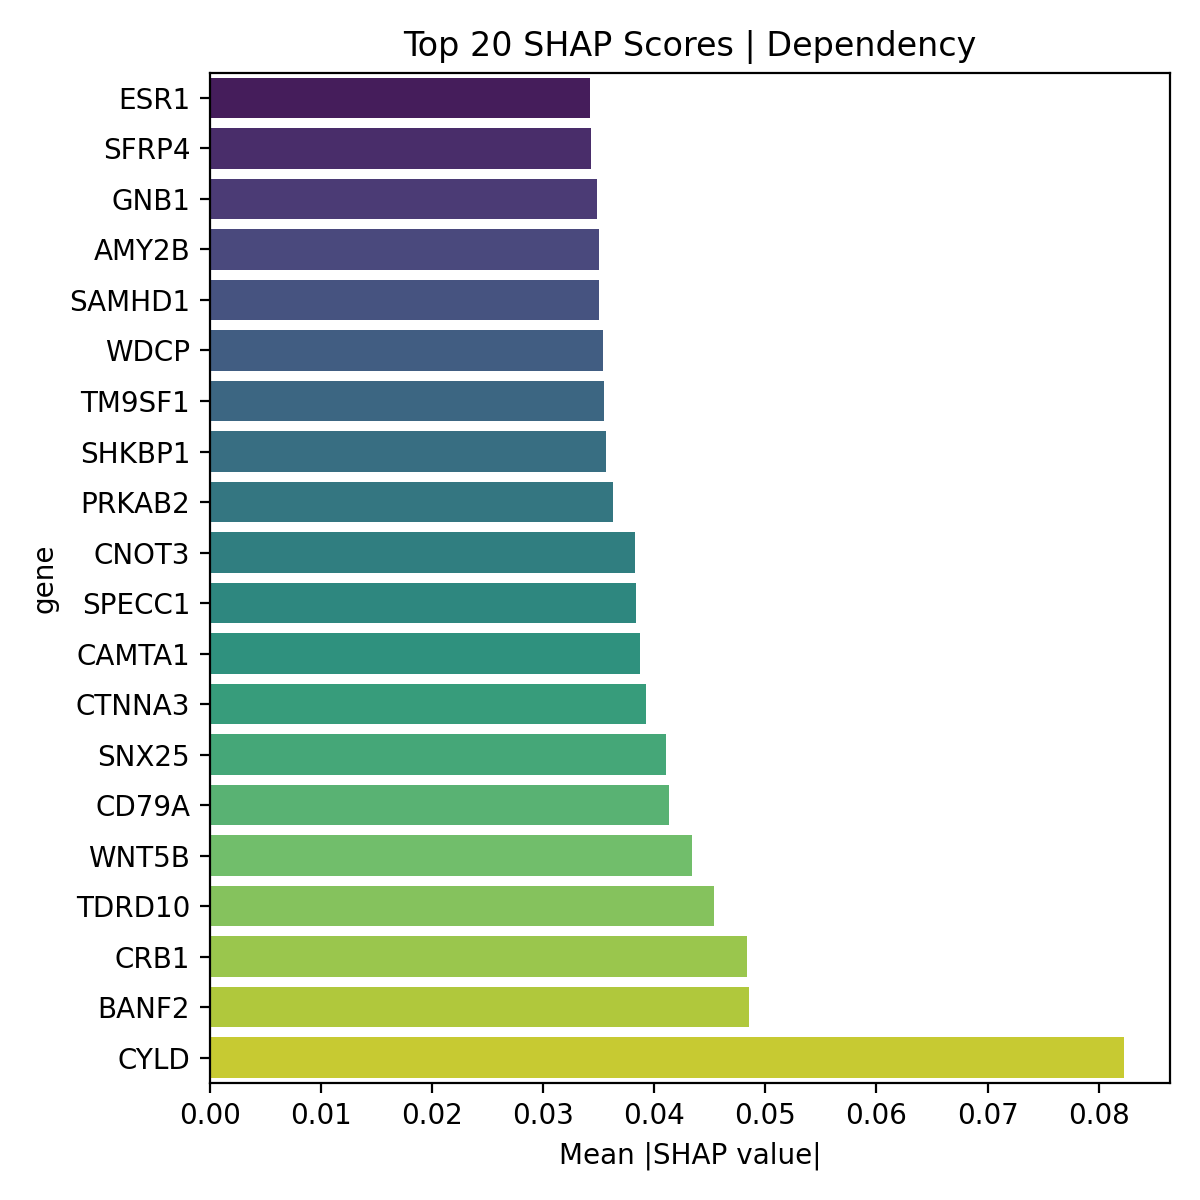 Top 20 SHAP Scores | Dependency
ESR1
SFRP4
GNB1
AMY2B
SAMHD1
WDCP
TM9SF1
SHKBP1
PRKAB2
CNOT3
SPECC1
CAMTA1
CTNNA3
SNX25
CD79A
WNT5B
TDRD10
CRB1
BANF2
CYLD
gene
0.00 0.01 0.02 0.03 0.04 0.05 0.06 0.07 0.08
Mean |SHAP value|